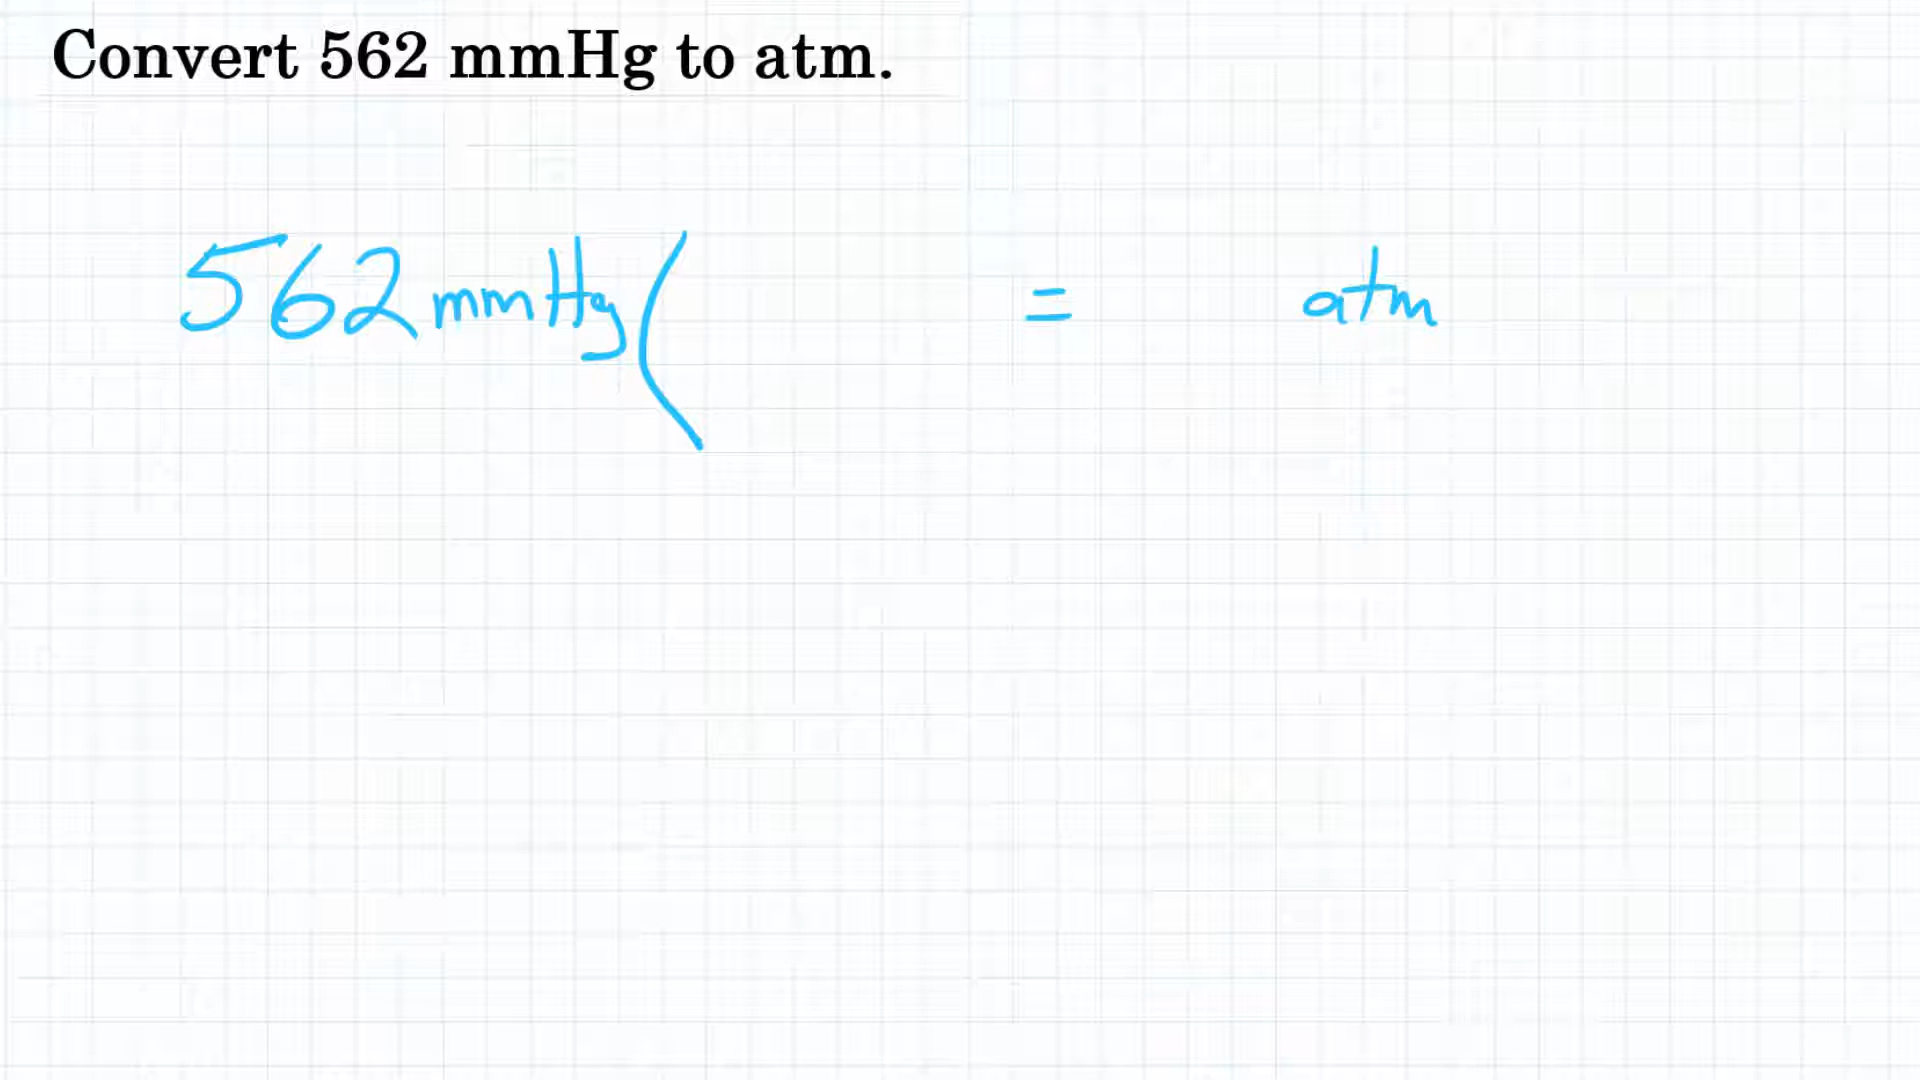 Convert 562 mmHg to atm.
562 mmHg ( = atm